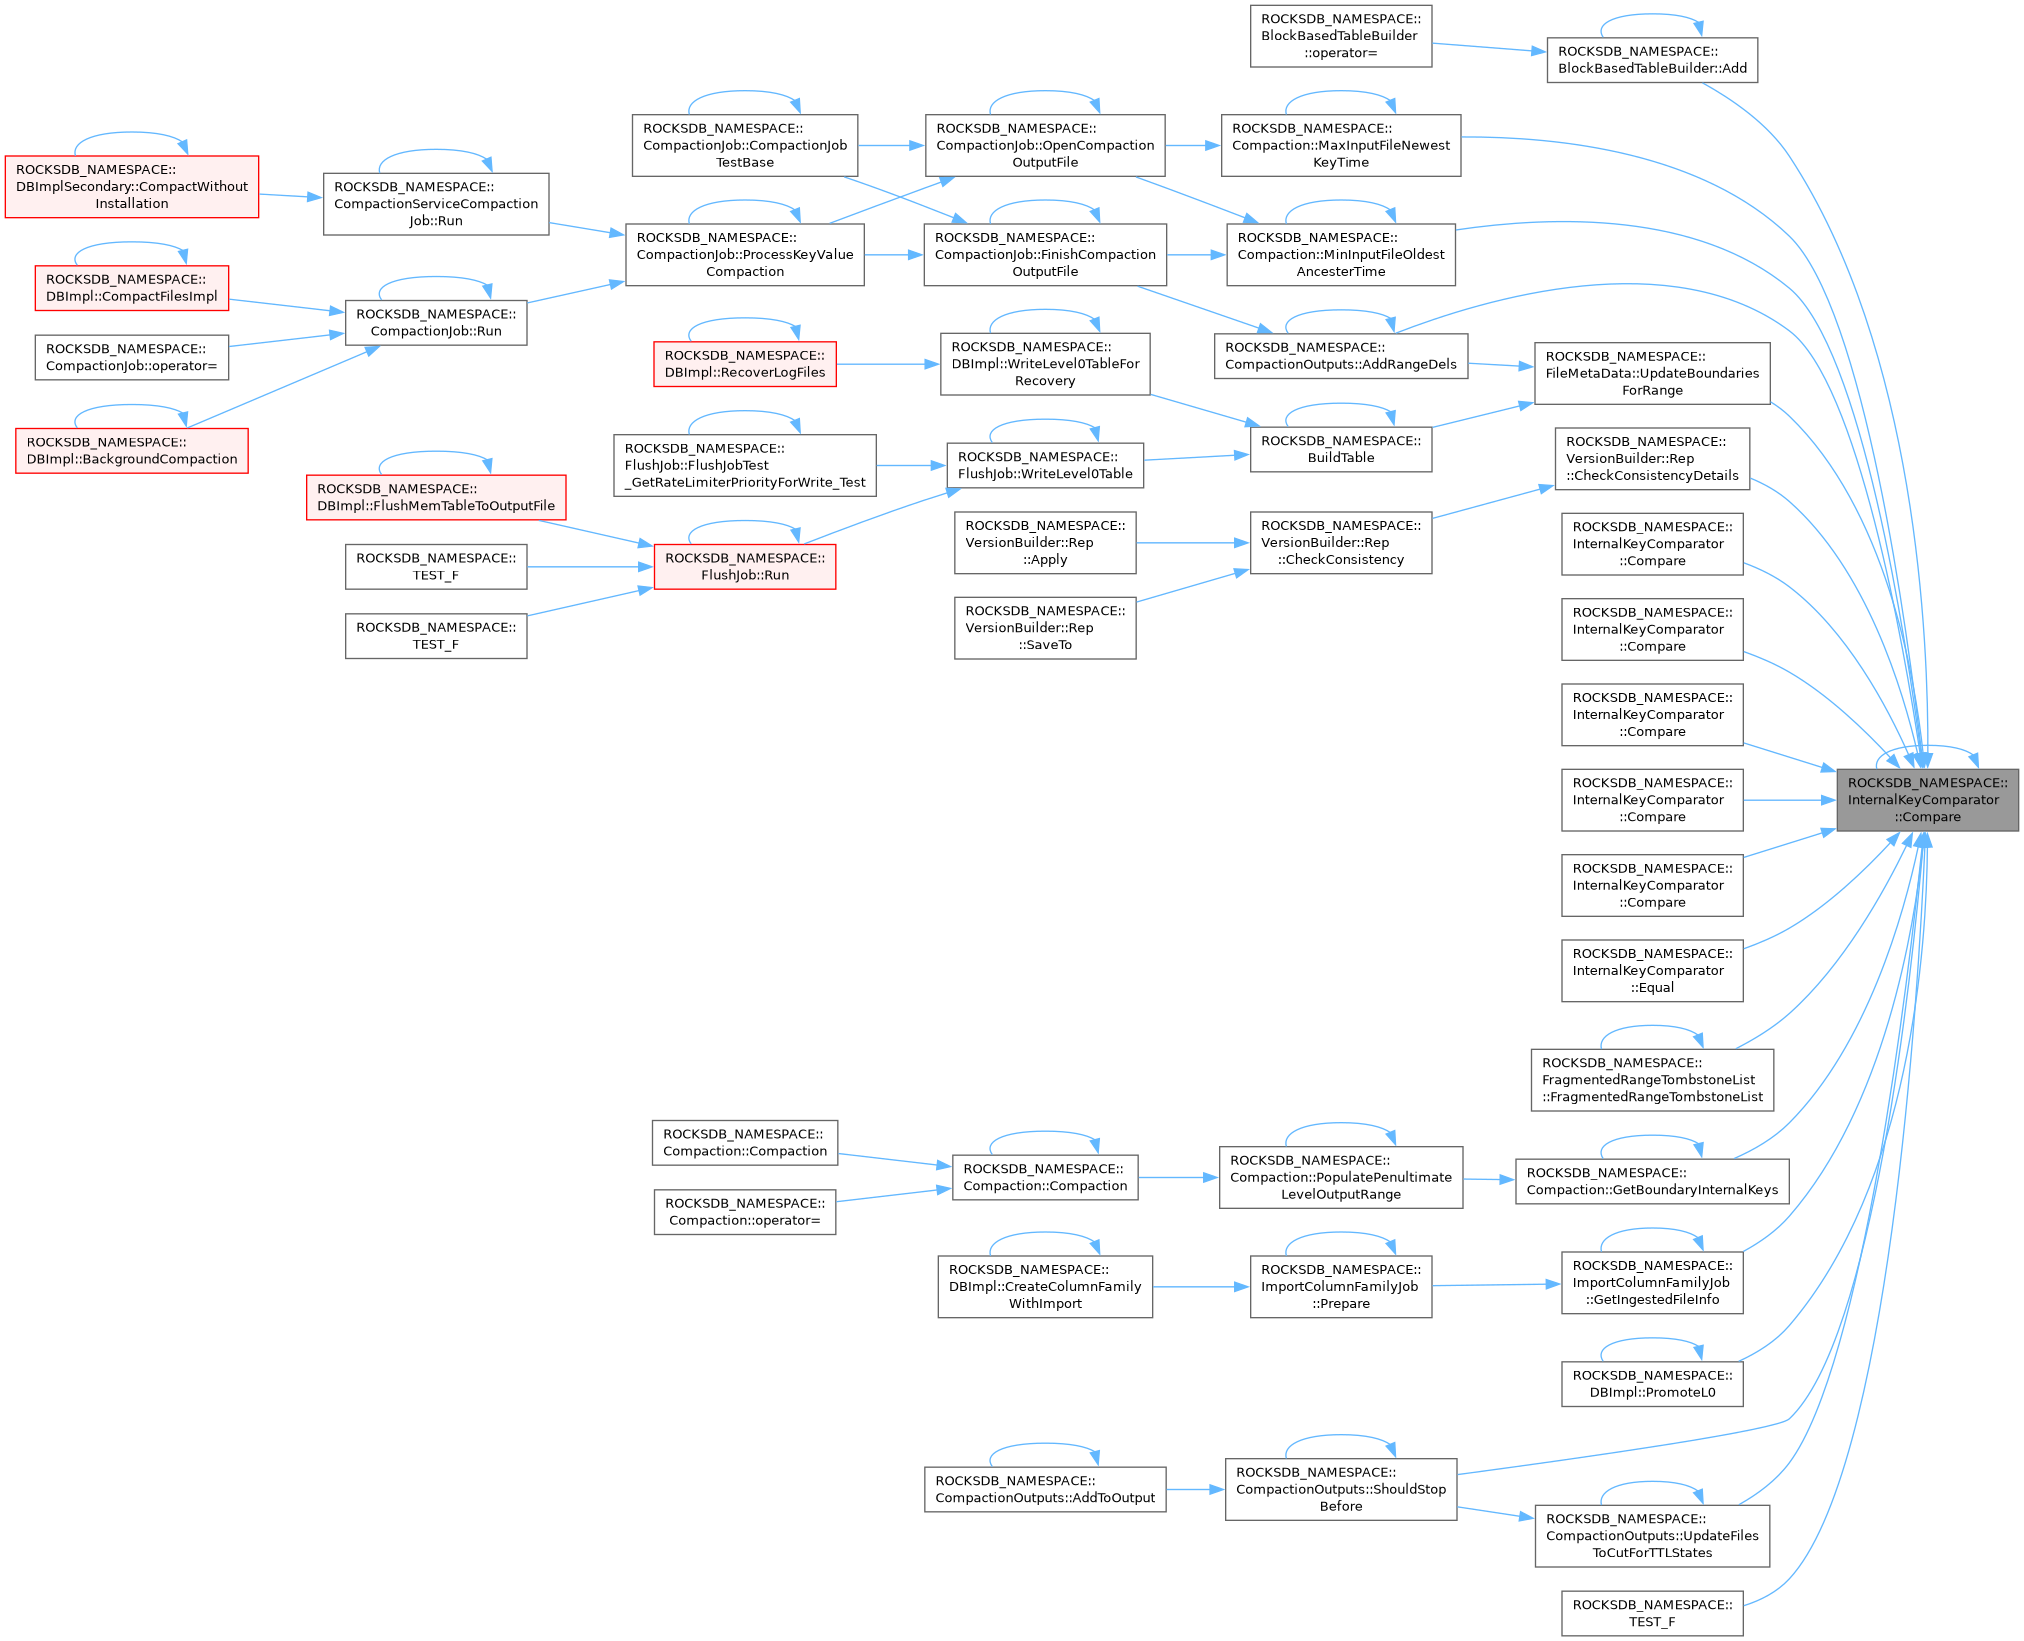 ROCKSDB_NAMESPACE::
BlockBasedTableBuilder
::operator=
ROCKSDB_NAMESPACE::
BlockBasedTableBuilder::Add
ROCKSDB_NAMESPACE::
CompactionJob::CompactionJob
TestBase
ROCKSDB_NAMESPACE::
CompactionJob::OpenCompaction
OutputFile
ROCKSDB_NAMESPACE::
Compaction::MaxInputFileNewest
KeyTime
ROCKSDB_NAMESPACE::
DBImplSecondary::CompactWithout
Installation
ROCKSDB_NAMESPACE::
CompactionServiceCompaction
Job::Run
ROCKSDB_NAMESPACE::
CompactionJob::ProcessKeyValue
Compaction
ROCKSDB_NAMESPACE::
CompactionJob::FinishCompaction
OutputFile
ROCKSDB_NAMESPACE::
Compaction::MinInputFileOldest
AncesterTime
ROCKSDB_NAMESPACE::
DBImpl::CompactFilesImpl
ROCKSDB_NAMESPACE::
CompactionJob::Run
ROCKSDB_NAMESPACE::
CompactionJob::operator=
ROCKSDB_NAMESPACE::
DBImpl::RecoverLogFiles
ROCKSDB_NAMESPACE::
DBImpl::WriteLevel0TableFor
Recovery
ROCKSDB_NAMESPACE::
CompactionOutputs::AddRangeDels
ROCKSDB_NAMESPACE::
FileMetaData::UpdateBoundaries
ForRange
ROCKSDB_NAMESPACE::
DBImpl::BackgroundCompaction
ROCKSDB_NAMESPACE::
FlushJob::FlushJobTest
_GetRateLimiterPriorityForWrite_Test
ROCKSDB_NAMESPACE::
FlushJob::WriteLevel0Table
ROCKSDB_NAMESPACE::
BuildTable
ROCKSDB_NAMESPACE::
VersionBuilder::Rep
::CheckConsistencyDetails
ROCKSDB_NAMESPACE::
DBImpl::FlushMemTableToOutputFile
ROCKSDB_NAMESPACE::
TEST_F
ROCKSDB_NAMESPACE::
FlushJob::Run
ROCKSDB_NAMESPACE::
VersionBuilder::Rep
::Apply
ROCKSDB_NAMESPACE::
VersionBuilder::Rep
::CheckConsistency
ROCKSDB_NAMESPACE::
InternalKeyComparator
::Compare
ROCKSDB_NAMESPACE::
TEST_F
ROCKSDB_NAMESPACE::
VersionBuilder::Rep
::SaveTo
ROCKSDB_NAMESPACE::
InternalKeyComparator
::Compare
ROCKSDB_NAMESPACE::
InternalKeyComparator
::Compare
ROCKSDB_NAMESPACE::
InternalKeyComparator
::Compare
ROCKSDB_NAMESPACE::
InternalKeyComparator
::Compare
ROCKSDB_NAMESPACE::
InternalKeyComparator
::Compare
ROCKSDB_NAMESPACE::
InternalKeyComparator
::Equal
ROCKSDB_NAMESPACE::
FragmentedRangeTombstoneList
::FragmentedRangeTombstoneList
ROCKSDB_NAMESPACE::
Compaction::Compaction
ROCKSDB_NAMESPACE::
Compaction::Compaction
ROCKSDB_NAMESPACE::
Compaction::PopulatePenultimate
LevelOutputRange
ROCKSDB_NAMESPACE::
Compaction::GetBoundaryInternalKeys
ROCKSDB_NAMESPACE::
Compaction::operator=
ROCKSDB_NAMESPACE::
DBImpl::CreateColumnFamily
WithImport
ROCKSDB_NAMESPACE::
ImportColumnFamilyJob
::Prepare
ROCKSDB_NAMESPACE::
ImportColumnFamilyJob
::GetIngestedFileInfo
ROCKSDB_NAMESPACE::
DBImpl::PromoteL0
ROCKSDB_NAMESPACE::
CompactionOutputs::AddToOutput
ROCKSDB_NAMESPACE::
CompactionOutputs::ShouldStop
Before
ROCKSDB_NAMESPACE::
CompactionOutputs::UpdateFiles
ToCutForTTLStates
ROCKSDB_NAMESPACE::
TEST_F